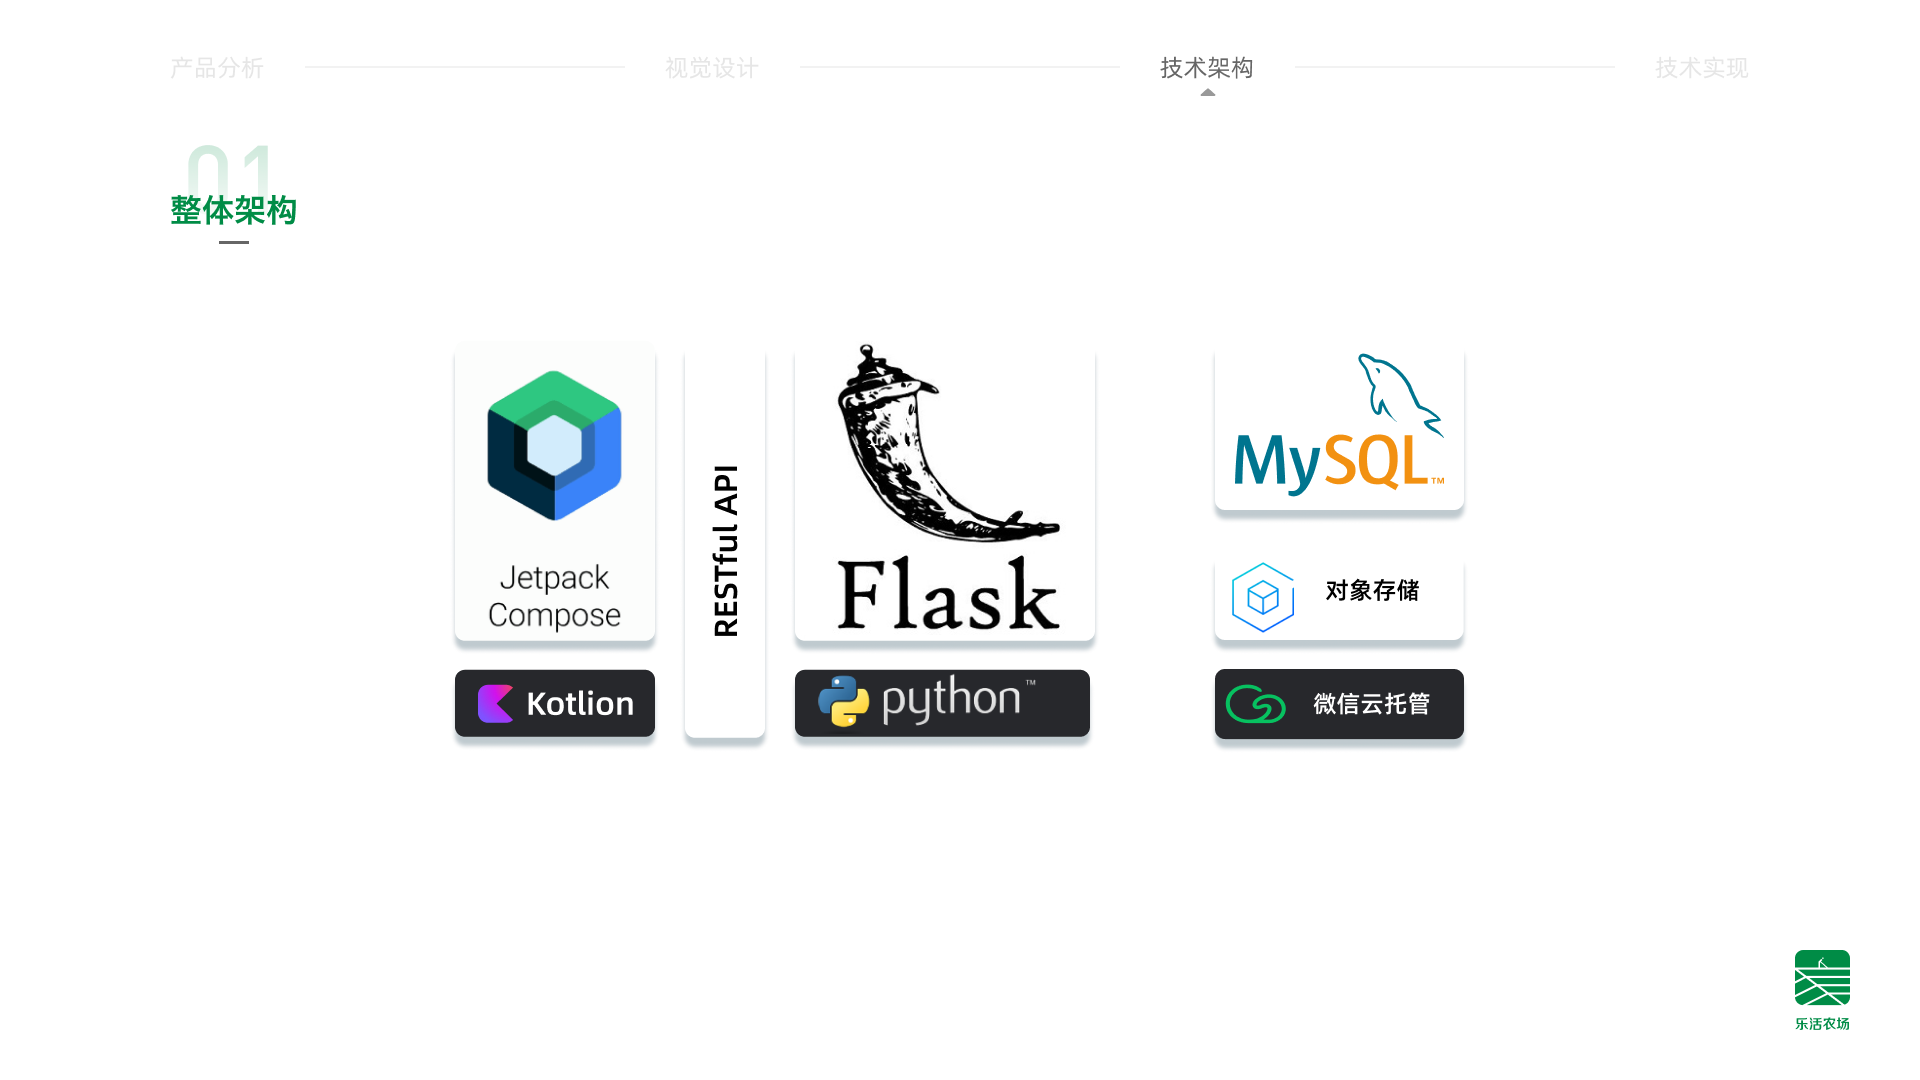 产品分析
视觉设计
技术架构
技术实现
01
整体架构
Jetpack
Compose
Kotlion
RESTful API
Flask
python™
MySQL™
对象存储
微信云托管
乐活农场